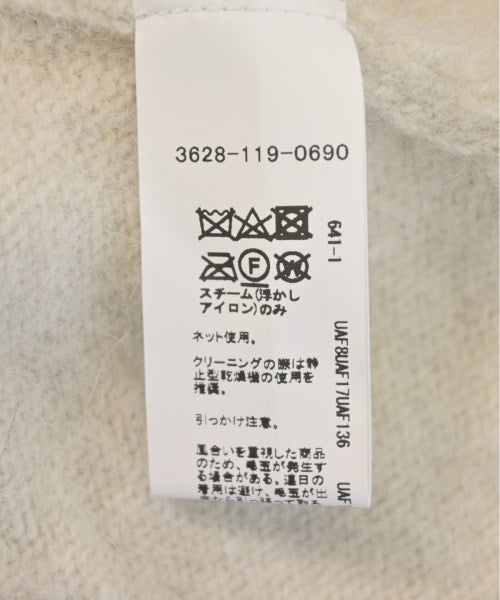 3628-119-0690
641-1
F
W
スチーム(浮かし
アイロン)のみ
ネット使用。
クリーニングの際は静
止型乾燥機の使用を
推奨。
引っかけ注意。
UAF8UAF17UAF136
UAF
風合いを重視した商品
のため、毛玉が発生す
る場合がある。連日の
着用は避け、毛玉が出